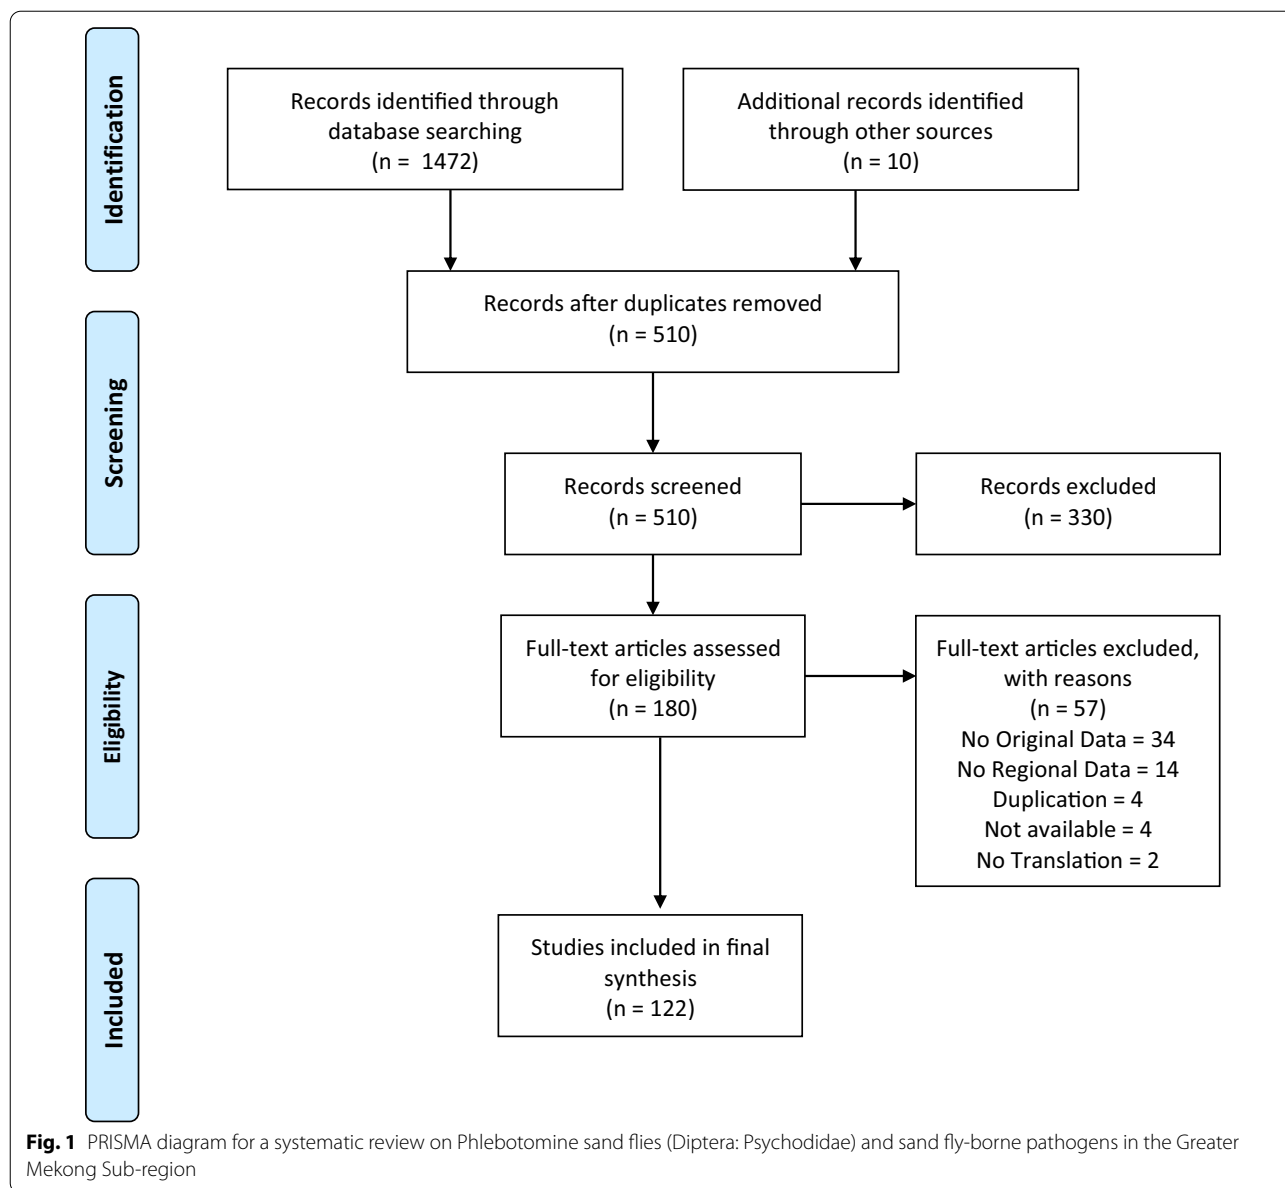 Identification
Records identified through
database searching
(n = 1472)
Additional records identified
through other sources
(n = 10)
Records after duplicates removed
(n = 510)
Screening
Records screened
(n = 510)
Records excluded
(n = 330)
Eligibility
Full-text articles assessed
for eligibility
(n = 180)
Full-text articles excluded,
with reasons
(n = 57)
No Original Data = 34
No Regional Data = 14
Duplication = 4
Not available = 4
No Translation = 2
Included
Studies included in final
synthesis
(n = 122)
Fig. 1 PRISMA diagram for a systematic review on Phlebotomine sand flies (Diptera: Psychodidae) and sand fly-borne pathogens in the Greater
Mekong Sub-region